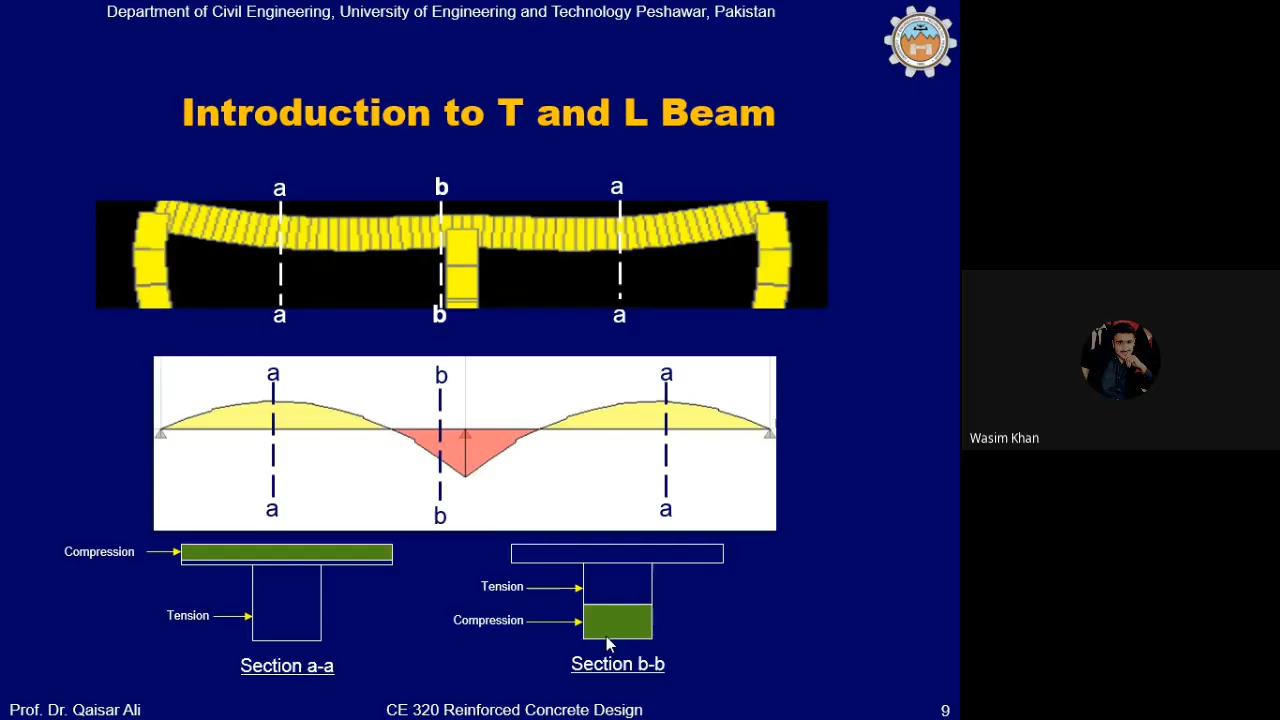 Department of Civil Engineering, University of Engineering and Technology Peshawar, Pakistan
Introduction to T and L Beam
a b a
a b a
a b a
a b a
Compression
Tension
Section a-a
Tension
Compression
Section b-b
Wasim Khan
Prof. Dr. Qaisar Ali CE 320 Reinforced Concrete Design 9